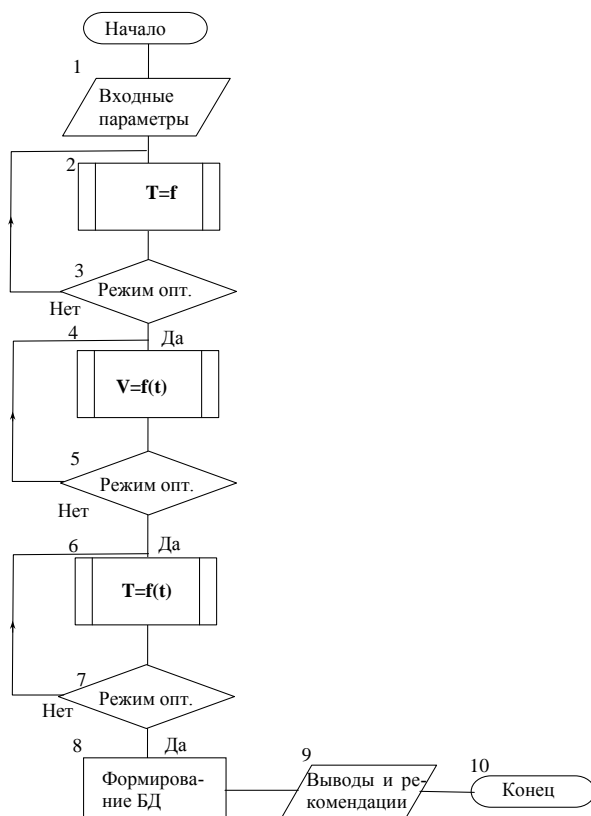 Начало
1
Входные
параметры
2
T=f
3
Режим опт.
Нет
4
Да
V=f(t)
5
Режим опт.
Нет
6
Да
T=f(t)
7
Режим опт.
Нет
8
Да
Формирова-
ние БД
9
Выводы и ре-
комендации
10
Конец